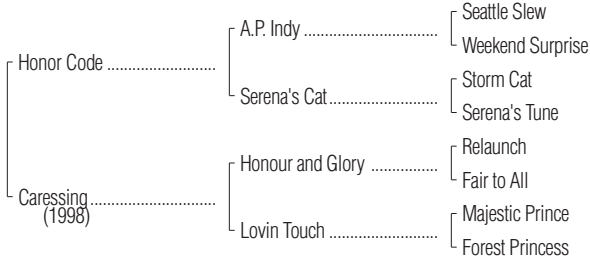 Seattle Slew
A.P. Indy ................................
Weekend Surprise
Honor Code ..........................
Storm Cat
Serena's Cat..........................
Serena's Tune
Relaunch
Honour and Glory ................
Fair to All
Caressing..............................
(1998)
Majestic Prince
Lovin Touch ..........................
Forest Princess